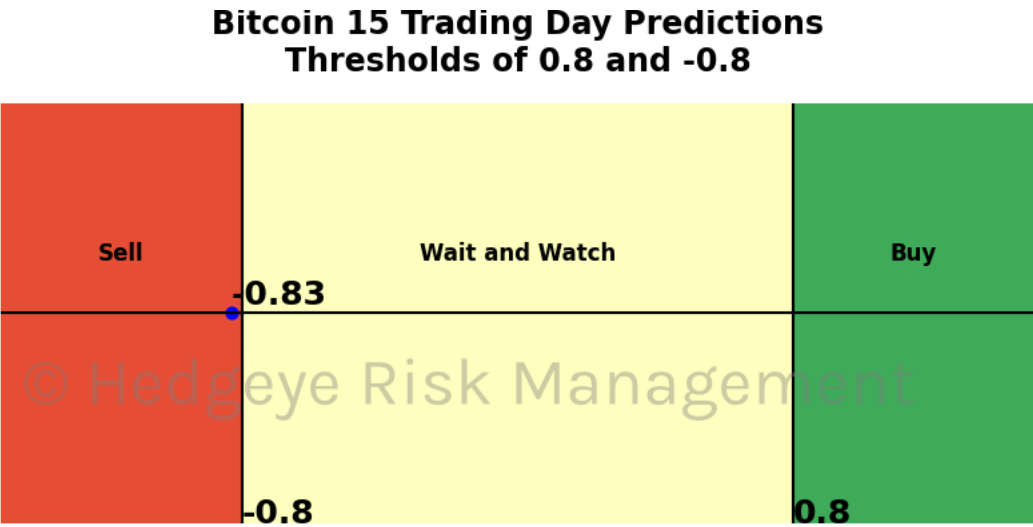 Bitcoin 15 Trading Day Predictions
Thresholds of 0.8 and -0.8
Sell
Wait and Watch
Buy
-0.83
© Hedgeye Risk Management
-0.8
0.8